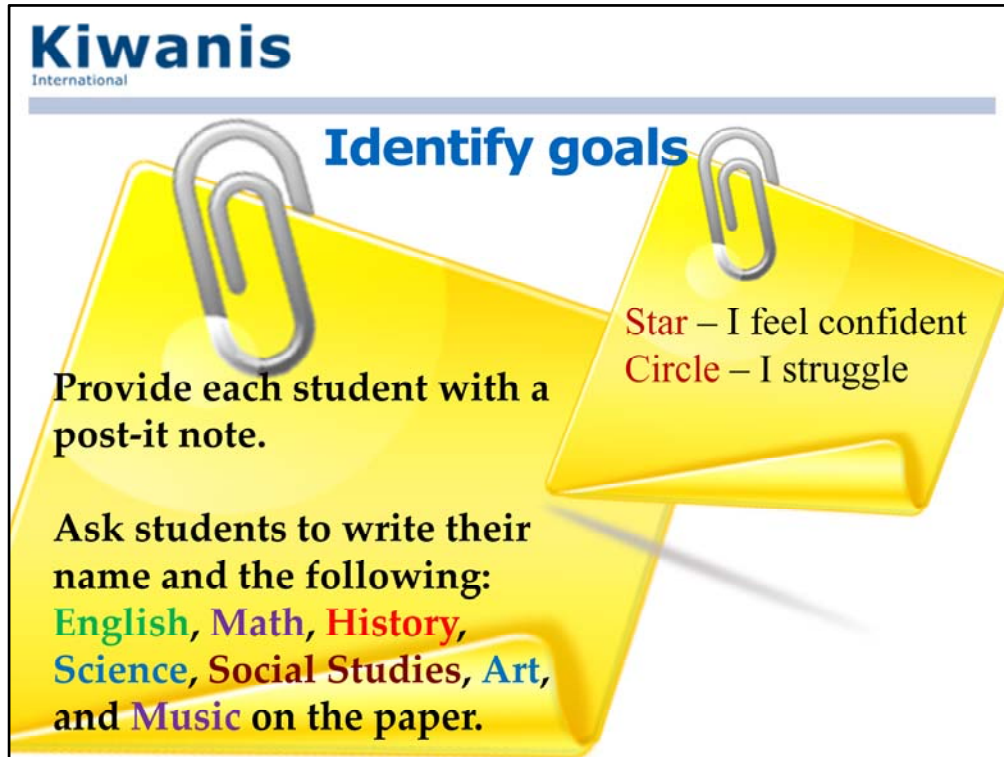 Kiwanis
International
Identify goals
Star – I feel confident
Circle – I struggle
Provide each student with a
post-it note.
Ask students to write their
name and the following:
English, Math, History,
Science, Social Studies, Art,
and Music on the paper.